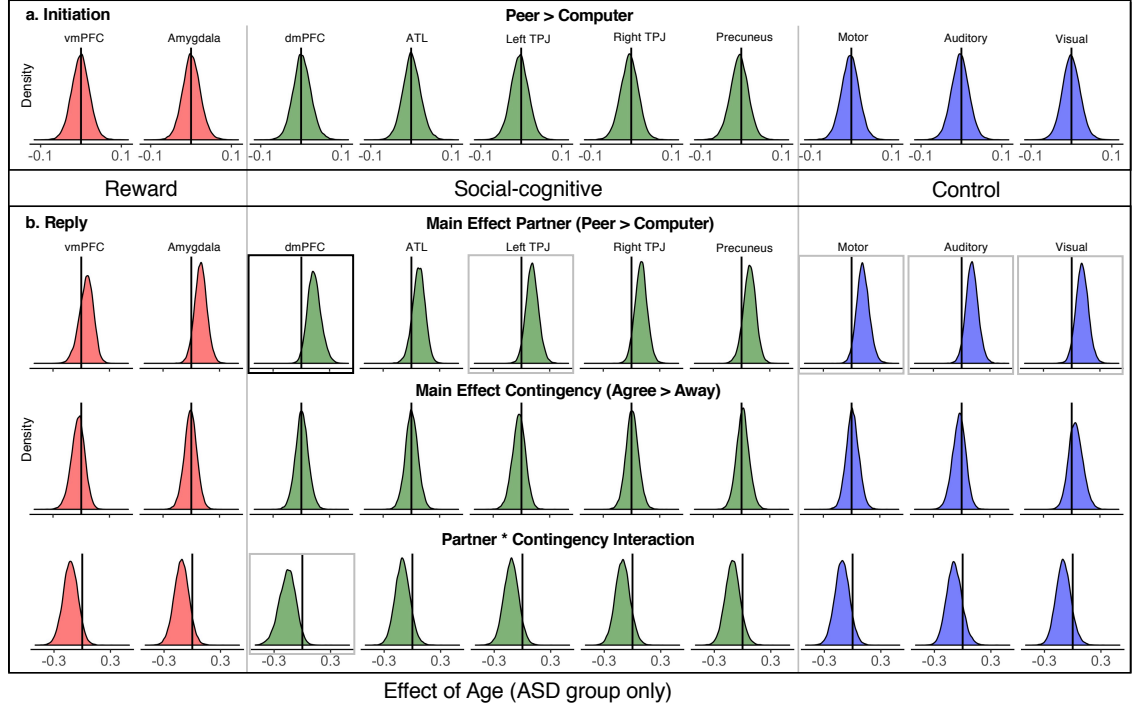 a. Initiation
Peer > Computer
vmPFC Amygdala dmPFC ATL Left TPJ Right TPJ Precuneus Motor Auditory Visual
Density
-0.1 0.1 -0.1 0.1 -0.1 0.1 -0.1 0.1 -0.1 0.1 -0.1 0.1 -0.1 0.1 -0.1 0.1 -0.1 0.1 -0.1 0.1
Reward Social-cognitive Control
b. Reply
Main Effect Partner (Peer > Computer)
vmPFC Amygdala dmPFC ATL Left TPJ Right TPJ Precuneus Motor Auditory Visual
Main Effect Contingency (Agree > Away)
Density
Partner * Contingency Interaction
-0.3 0.3 -0.3 0.3 -0.3 0.3 -0.3 0.3 -0.3 0.3 -0.3 0.3 -0.3 0.3 -0.3 0.3 -0.3 0.3 -0.3 0.3
Effect of Age (ASD group only)